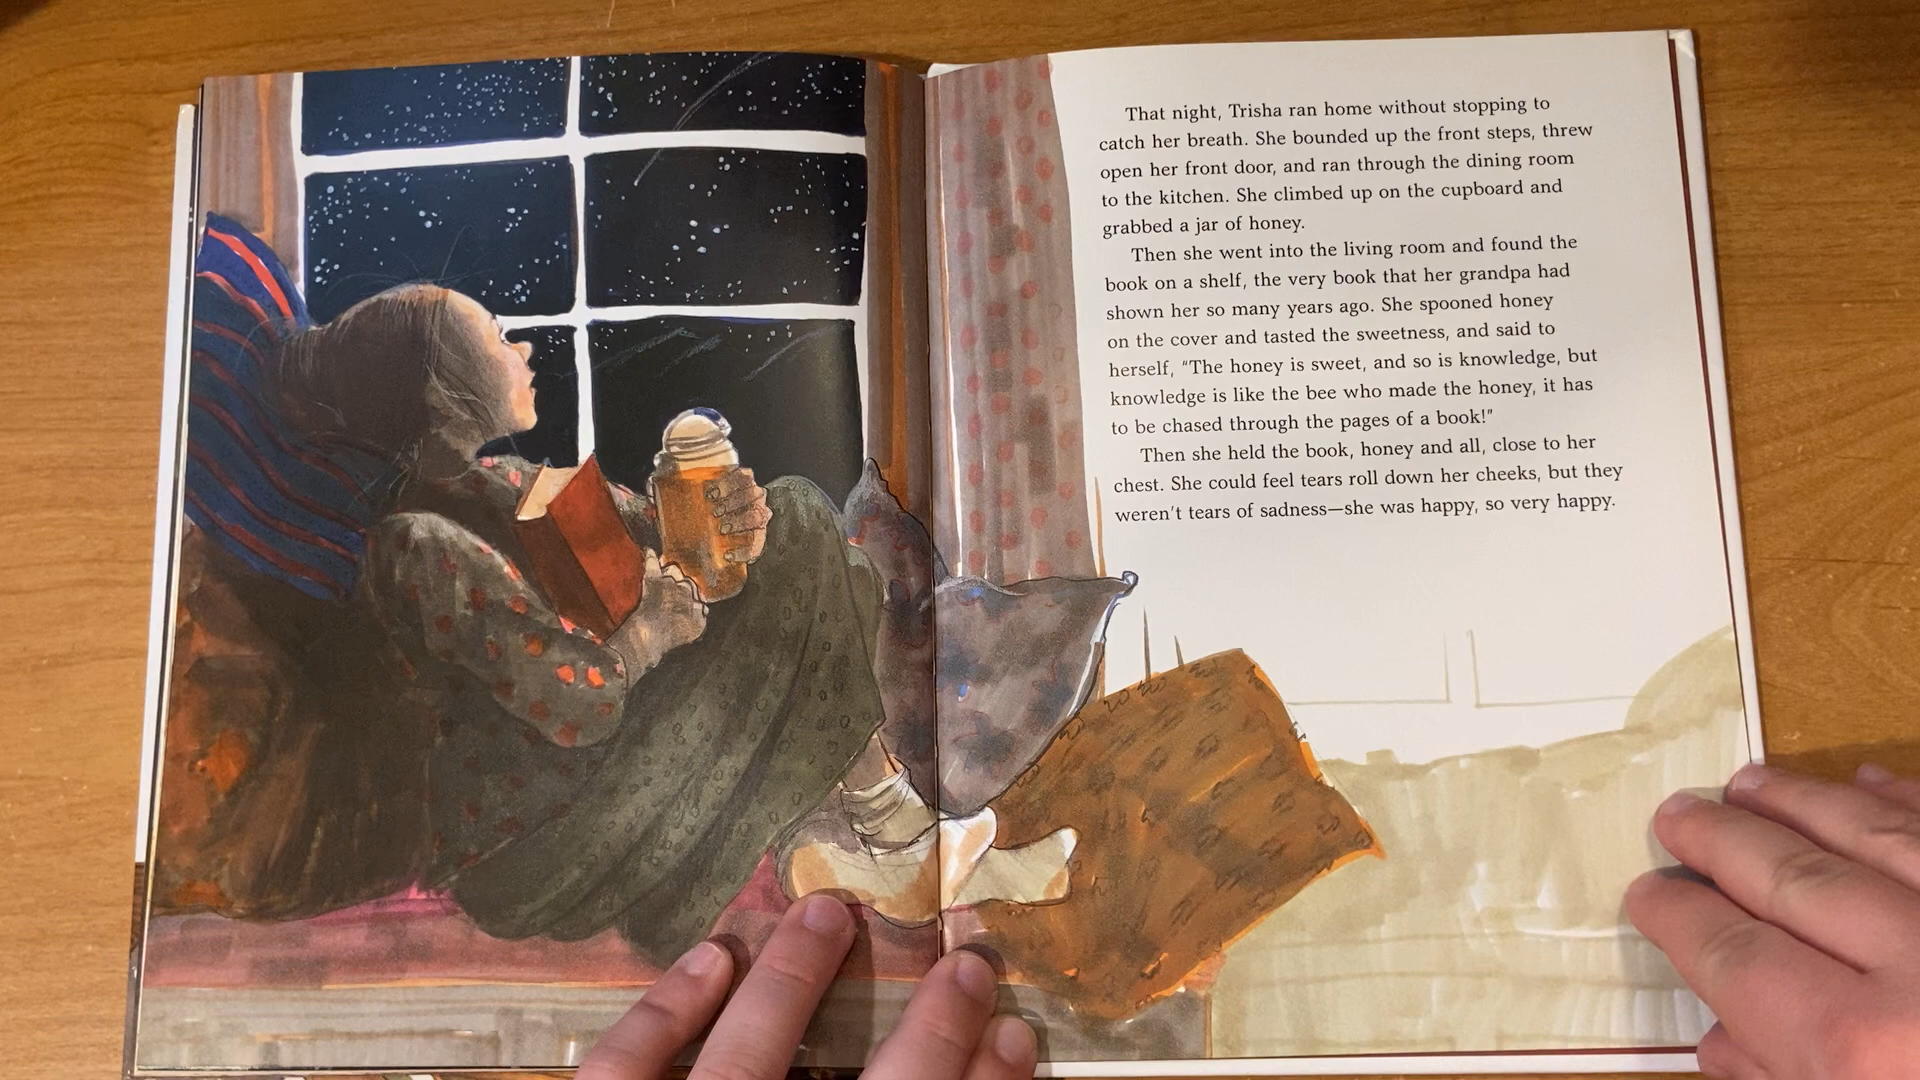 That night, Trisha ran home without stopping to
catch her breath. She bounded up the front steps, threw
open her front door, and ran through the dining room
to the kitchen. She climbed up on the cupboard and
grabbed a jar of honey.
Then she went into the living room and found the
book on a shelf, the very book that her grandpa had
shown her so many years ago. She spooned honey
on the cover and tasted the sweetness, and said to
herself, “The honey is sweet, and so is knowledge, but
knowledge is like the bee who made the honey, it has
to be chased through the pages of a book!”
Then she held the book, honey and all, close to her
chest. She could feel tears roll down her cheeks, but they
weren’t tears of sadness—she was happy, so very happy.